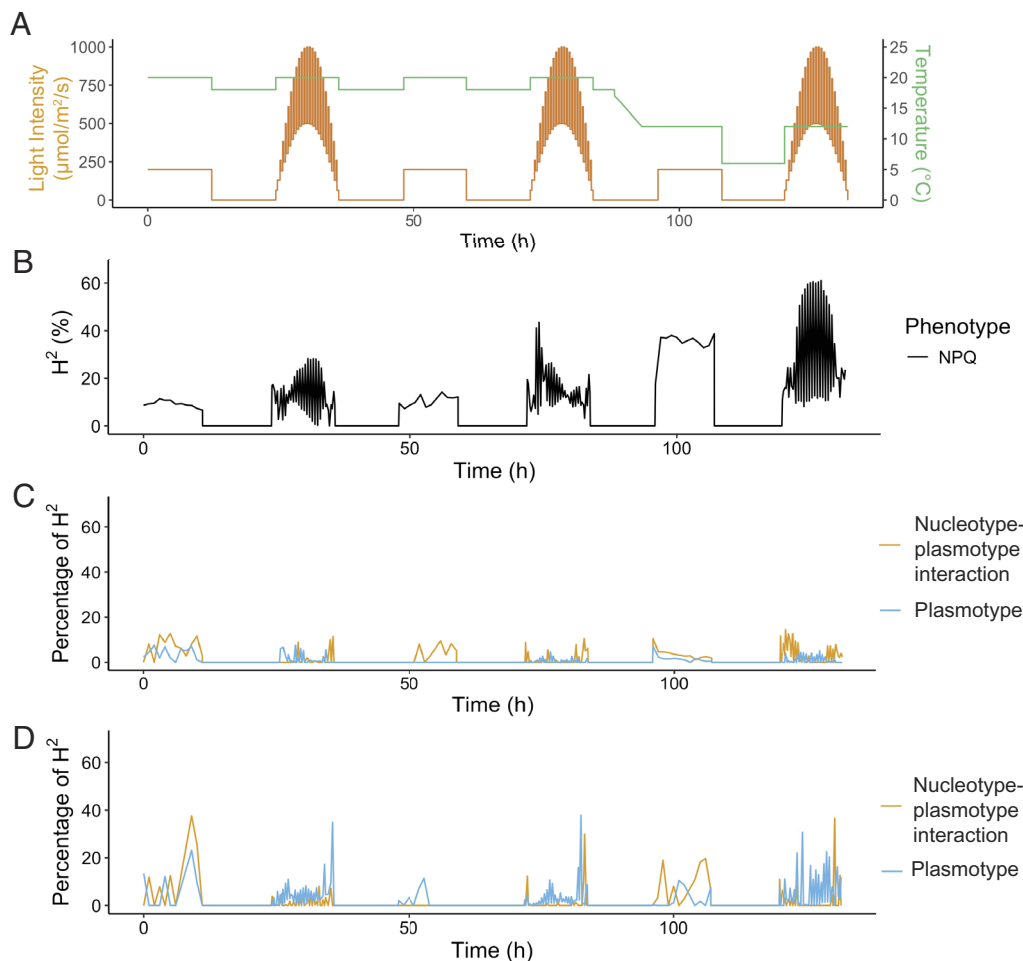 A
Light Intensity
(µmol/m²/s)
1000
750
500
250
0
25
20
15
10
5
0
Temperature
(°C)
0
50
100
Time (h)
B
H² (%)
60
40
20
0
0
50
100
Time (h)
Phenotype
NPQ
C
Percentage of H²
60
40
20
0
0
50
100
Time (h)
Nucleotype-
plasmotype
interaction
Plasmotype
D
Percentage of H²
60
40
20
0
0
50
100
Time (h)
Nucleotype-
plasmotype
interaction
Plasmotype